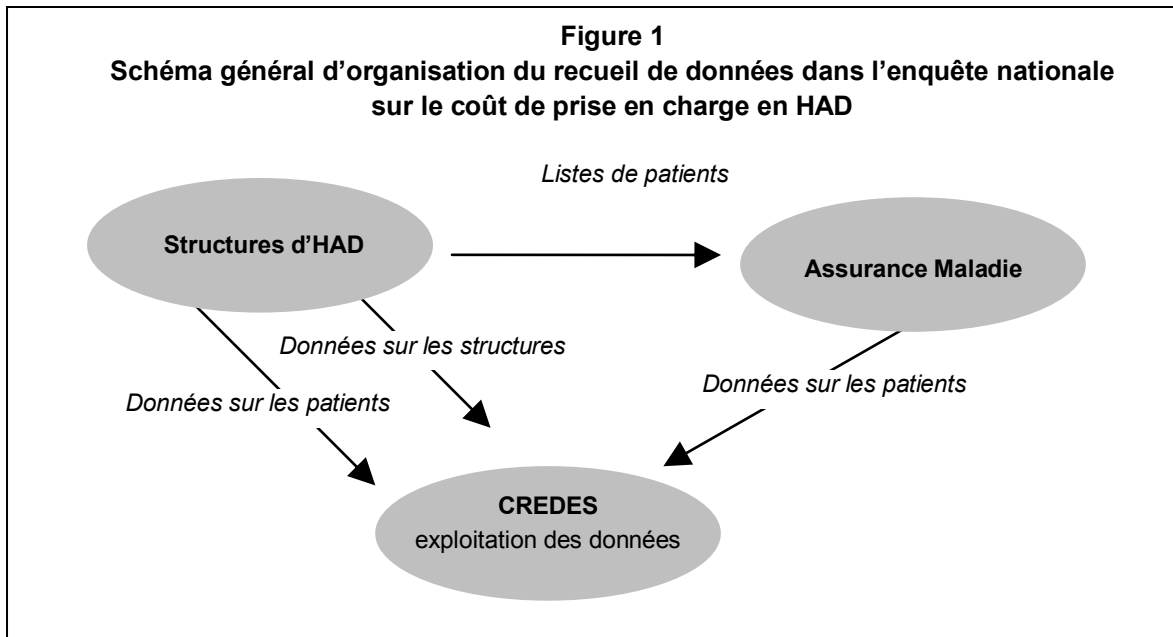 Figure 1
Schéma général d’organisation du recueil de données dans l’enquête nationale
sur le coût de prise en charge en HAD
Listes de patients
Structures d’HAD
Assurance Maladie
Données sur les structures
Données sur les patients
Données sur les patients
CREDES
exploitation des données